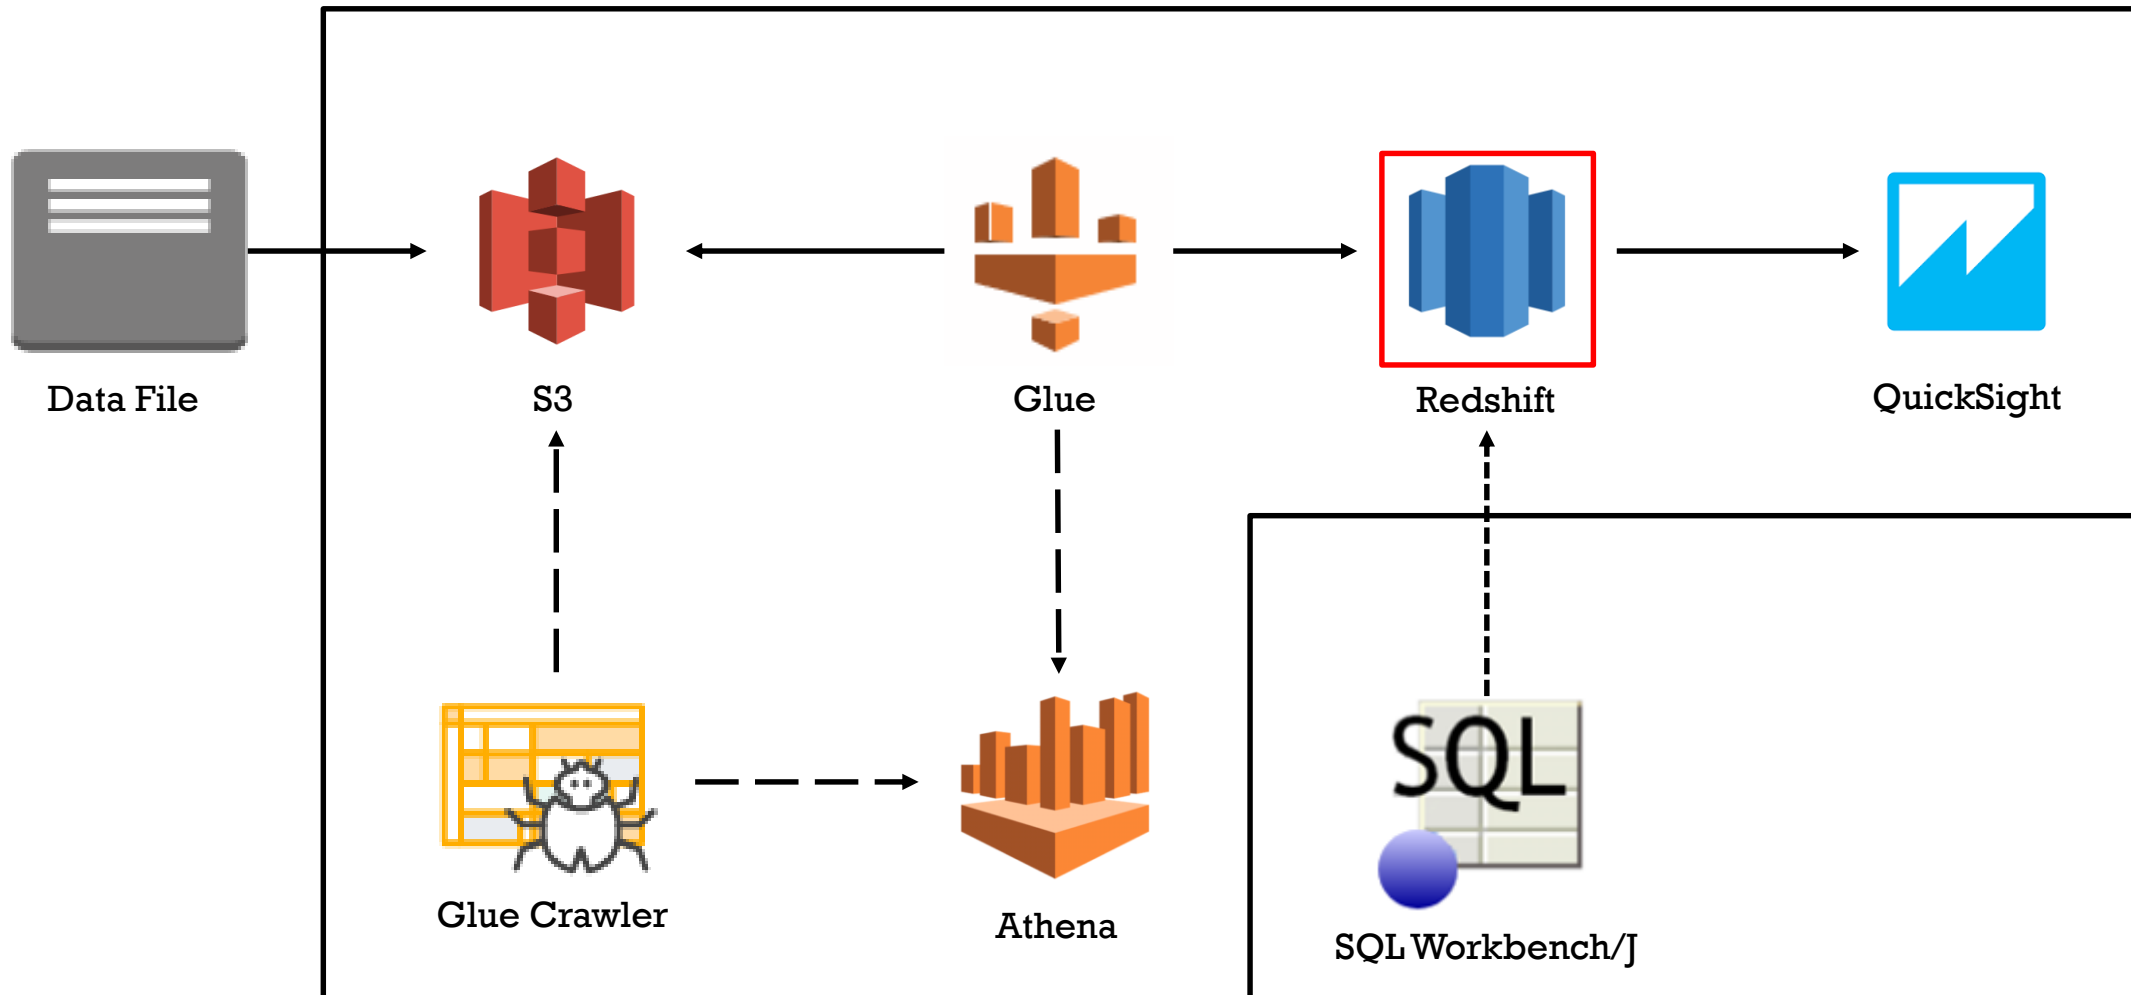 Data File
S3
Glue
Redshift
QuickSight
Glue Crawler
Athena
SQL
SQL Workbench/J